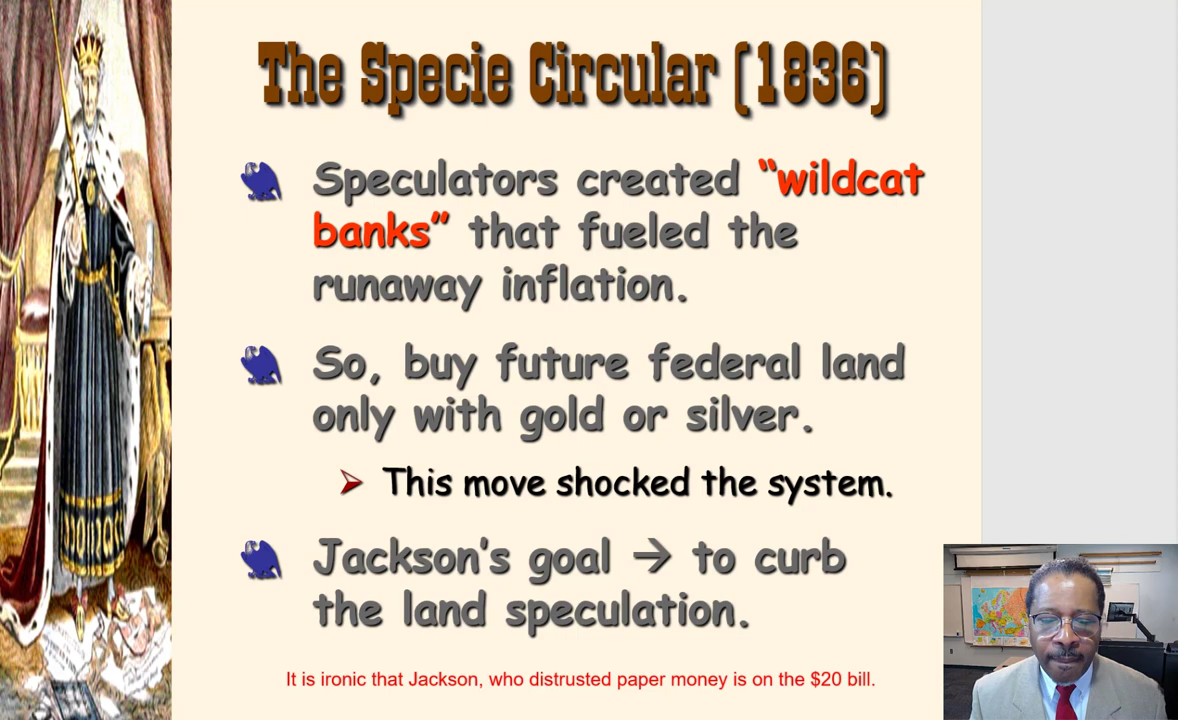 The Specie Circular (1836)
Speculators created “wildcat
banks” that fueled the
runaway inflation.
So, buy future federal land
only with gold or silver.
This move shocked the system.
Jackson’s goal → to curb
the land speculation.
It is ironic that Jackson, who distrusted paper money is on the $20 bill.